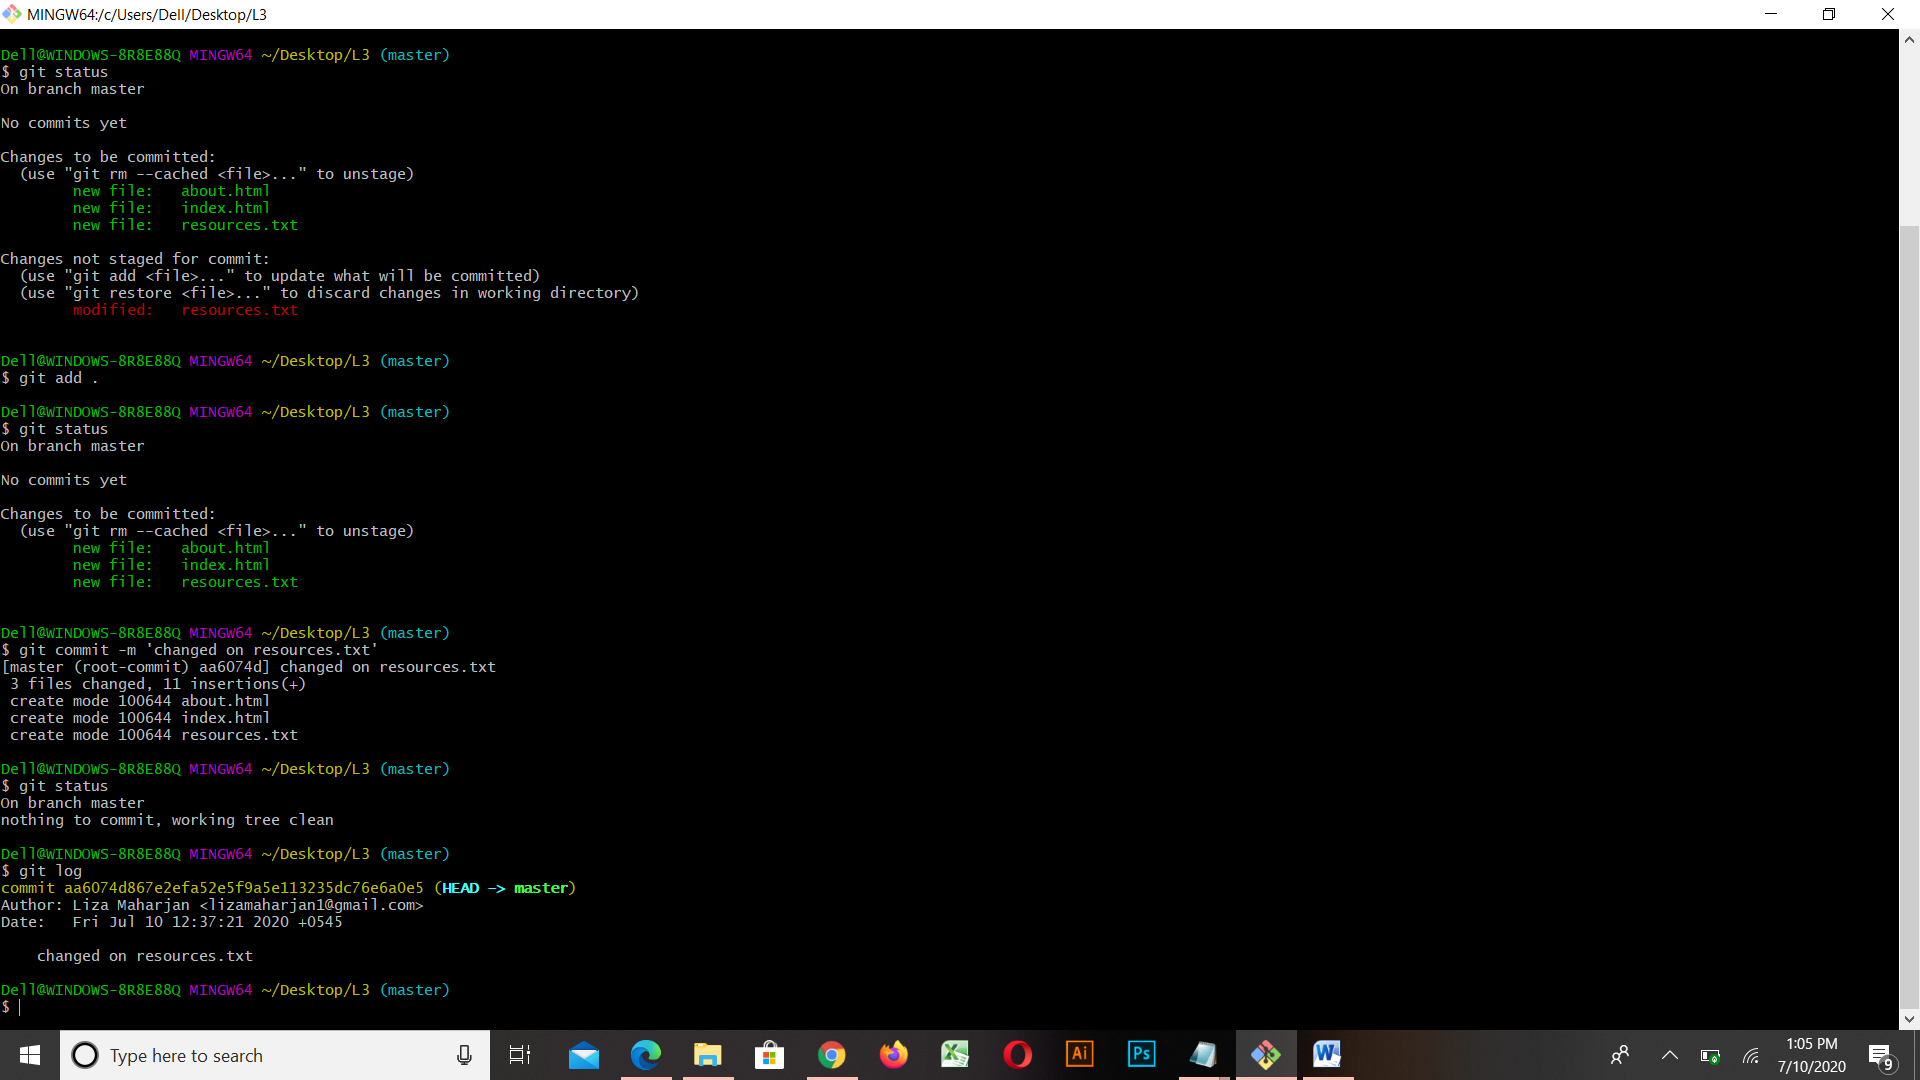 MINGW64:/c/Users/Dell/Desktop/L3
Dell@WINDOWS-8R8E88Q MINGW64 ~/Desktop/L3 (master)
$ git status
On branch master
No commits yet
Changes to be committed:
  (use "git rm --cached <file>..." to unstage)
        new file:   about.html
        new file:   index.html
        new file:   resources.txt
Changes not staged for commit:
  (use "git add <file>..." to update what will be committed)
  (use "git restore <file>..." to discard changes in working directory)
        modified:   resources.txt
Dell@WINDOWS-8R8E88Q MINGW64 ~/Desktop/L3 (master)
$ git add .
Dell@WINDOWS-8R8E88Q MINGW64 ~/Desktop/L3 (master)
$ git status
On branch master
No commits yet
Changes to be committed:
  (use "git rm --cached <file>..." to unstage)
        new file:   about.html
        new file:   index.html
        new file:   resources.txt
Dell@WINDOWS-8R8E88Q MINGW64 ~/Desktop/L3 (master)
$ git commit -m 'changed on resources.txt'
[master (root-commit) aa6074d] changed on resources.txt
 3 files changed, 11 insertions(+)
 create mode 100644 about.html
 create mode 100644 index.html
 create mode 100644 resources.txt
Dell@WINDOWS-8R8E88Q MINGW64 ~/Desktop/L3 (master)
$ git status
On branch master
nothing to commit, working tree clean
Dell@WINDOWS-8R8E88Q MINGW64 ~/Desktop/L3 (master)
$ git log
commit aa6074d867e2efa52e5f9a5e113235dc76e6a0e5 (HEAD -> master)
Author: Liza Maharjan <lizamaharjan1@gmail.com>
Date:   Fri Jul 10 12:37:21 2020 +0545
    changed on resources.txt
Dell@WINDOWS-8R8E88Q MINGW64 ~/Desktop/L3 (master)
$
Type here to search
Ai
Ps
1:05 PM
7/10/2020
9